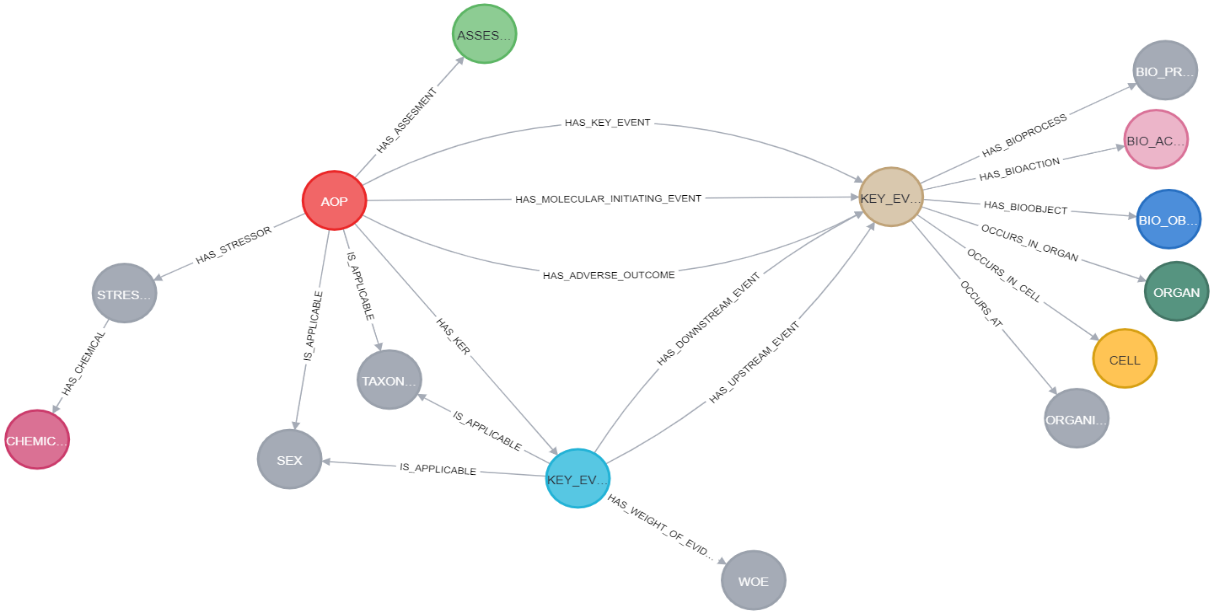 ASSES...
BIO_PR...
HAS_ASSESMENT
HAS_KEY_EVENT
HAS_BIOPROCESS
BIO_AC...
HAS_BIOACTION
AOP
HAS_MOLECULAR_INITIATING_EVENT
KEY_EV...
HAS_BIOOBJECT
BIO_OB...
HAS_STRESSOR
OCCURS_IN_ORGAN
HAS_ADVERSE_OUTCOME
OCCURS_IN_CELL
ORGAN
STRES...
IS_APPLICABLE
IS_APPLICABLE
HAS_KER
HAS_DOWNSTREAM_EVENT
OCCURS_AT
HAS_CHEMICAL
HAS_UPSTREAM_EVENT
CELL
TAXON...
ORGANI...
IS_APPLICABLE
CHEMIC...
SEX
IS_APPLICABLE
KEY_EV...
HAS_WEIGHT_OF_EVID...
WOE